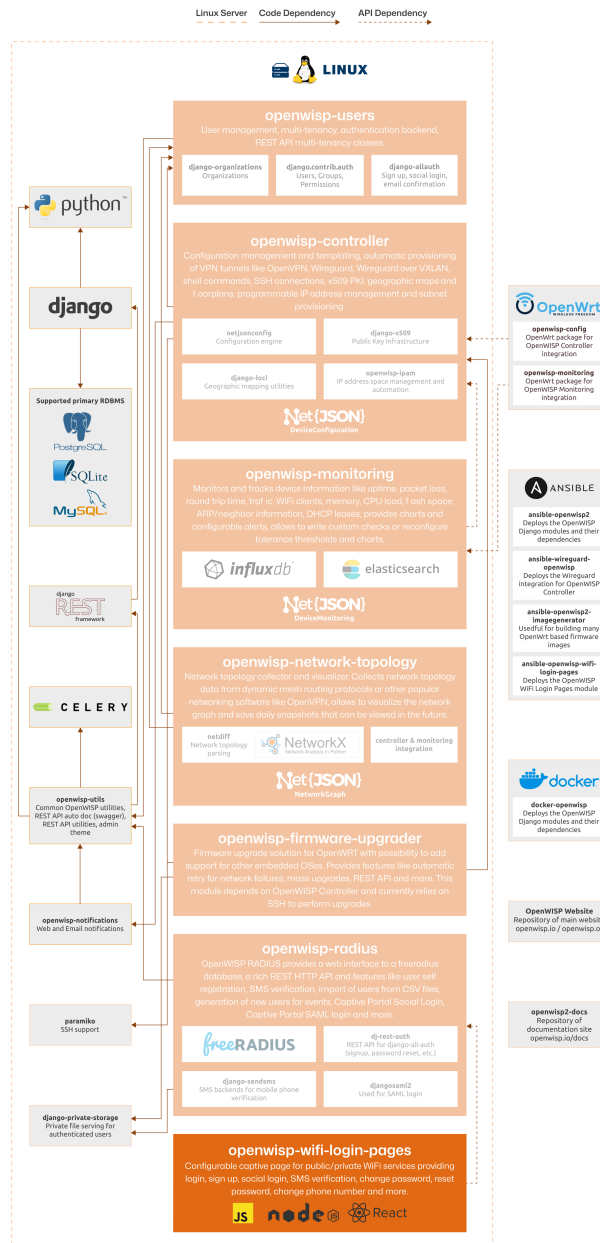 Linux Server
Code Dependency
API Dependency
LINUX
openwisp-users
User management, multi-tenancy, authentication backend,
REST API multi-tenancy classes.
django-organizations
Organizations
django.contrib.auth
Users, Groups,
Permissions
django-allauth
Sign up, social login,
email confirmation
python™
django
Supported primary RDBMS
PostgreSQL
SQLite
MySQL
openwisp-controller
Configuration management and templating, automatic provisioning
of VPN tunnels like OpenVPN, Wireguard, Wireguard over VXLAN,
shell commands, SSH connections, x509 PKI, geographic maps and
f oorplans, programmable IP address management and subnet
provisioning.
netjsonconfig
Configuration engine
django-x509
Public Key Infrastructure
django-loci
Geographic mapping utilities
openwisp-ipam
IP address space management and
automation
Net{JSON}
DeviceConfiguration
OpenWrt
WIRELESS FREEDOM
openwisp-config
OpenWrt package for
OpenWISP Controller
integration
openwisp-monitoring
OpenWrt package for
OpenWISP Monitoring
integration
openwisp-monitoring
Monitors and tracks device information like uptime, packet loss,
round trip time, traf ic, WiFi clients, memory, CPU load, f ash space,
ARP/neighbor information, DHCP leases, provides charts and
configurable alerts, allows to write custom checks or reconfigure
tolerance thresholds and charts.
influxdb
elasticsearch
Net{JSON}
DeviceMonitoring
ANSIBLE
ansible-openwisp2
Deploys the OpenWISP
Django modules and their
dependencies
ansible-wireguard-
openwisp
Deploys the Wireguard
integration for OpenWISP
Controller
ansible-openwisp2-
imagegenerator
Usedful for building many
OpenWrt based firmware
images
ansible-openwisp-wifi-
login-pages
Deploys the OpenWISP
WiFi Login Pages module
django
REST
framework
CELERY
openwisp-network-topology
Network topology collector and visualizer. Collects network topology
data from dynamic mesh routing protocols or other popular
networking software like OpenVPN, allows to visualize the network
graph and save daily snapshots that can be viewed in the future.
netdiff
Network topology
parsing
NetworkX
Network Analysis in Python
controller & monitoring
integration
Net{JSON}
NetworkGraph
openwisp-utils
Common OpenWISP utilities,
REST API auto doc (swagger),
REST API utilities, admin
theme
docker
docker-openwisp
Deploys the OpenWISP
Django modules and their
dependencies
openwisp-firmware-upgrader
Firmware upgrade solution for OpenWRT with possibility to add
support for other embedded OSes. Provides features like automatic
retry for network failures, mass upgrades, REST API and more. This
module depends on OpenWISP Controller and currently relies on
SSH to perform upgrades.
openwisp-notifications
Web and Email notifications
OpenWISP Website
Repository of main websit
openwisp.io / openwisp.o
openwisp-radius
OpenWISP RADIUS provides a web interface to a freeradius
database, a rich REST HTTP API and features like user self
registration, SMS verification, import of users from CSV files,
generation of new users for events, Captive Portal Social Login,
Captive Portal SAML login and more.
freeRADIUS
dj-rest-auth
REST API for django-all-auth
(signup, password reset, etc.)
django-sendsms
SMS backends for mobile phone
verification
djangosaml2
Used for SAML login
paramiko
SSH support
openwisp2-docs
Repository of
documentation site
openwisp.io/docs
django-private-storage
Private file serving for
authenticated users
openwisp-wifi-login-pages
Configurable captive page for public/private WiFi services providing
login, sign up, social login, SMS verification, change password, reset
password, change phone number and more.
JS
node JS
React